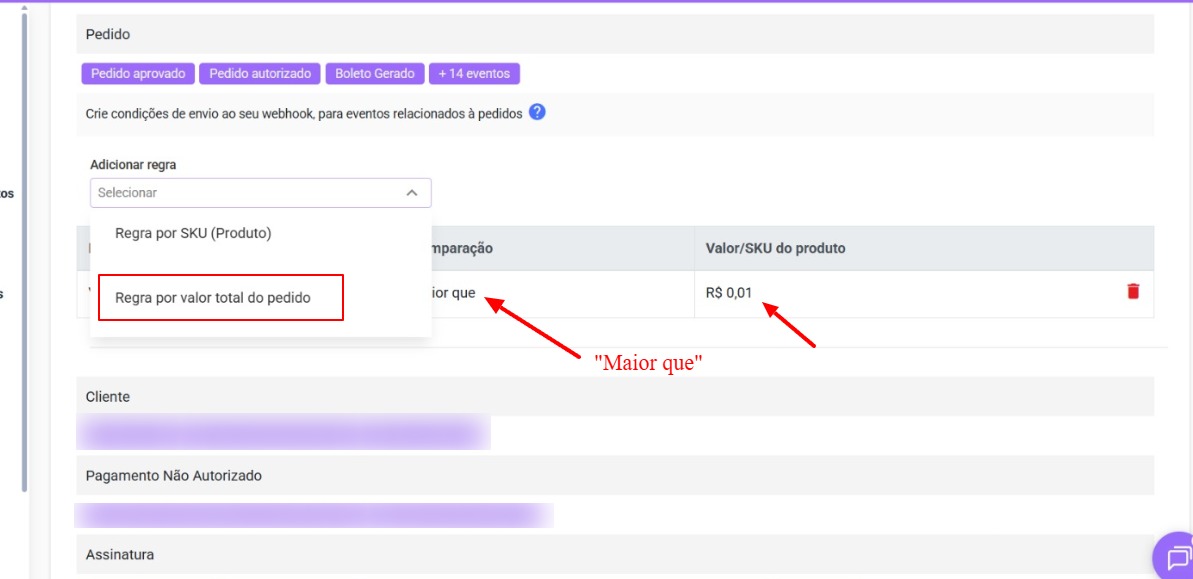 Pedido
Pedido aprovado Pedido autorizado Boleto Gerado + 14 eventos
Crie condições de envio ao seu webhook, para eventos relacionados à pedidos ?
Adicionar regra
Selecionar
Regra por SKU (Produto)
mparação Valor/SKU do produto
Regra por valor total do pedido
ior que R$ 0,01
"Maior que"
Cliente
Pagamento Não Autorizado
Assinatura